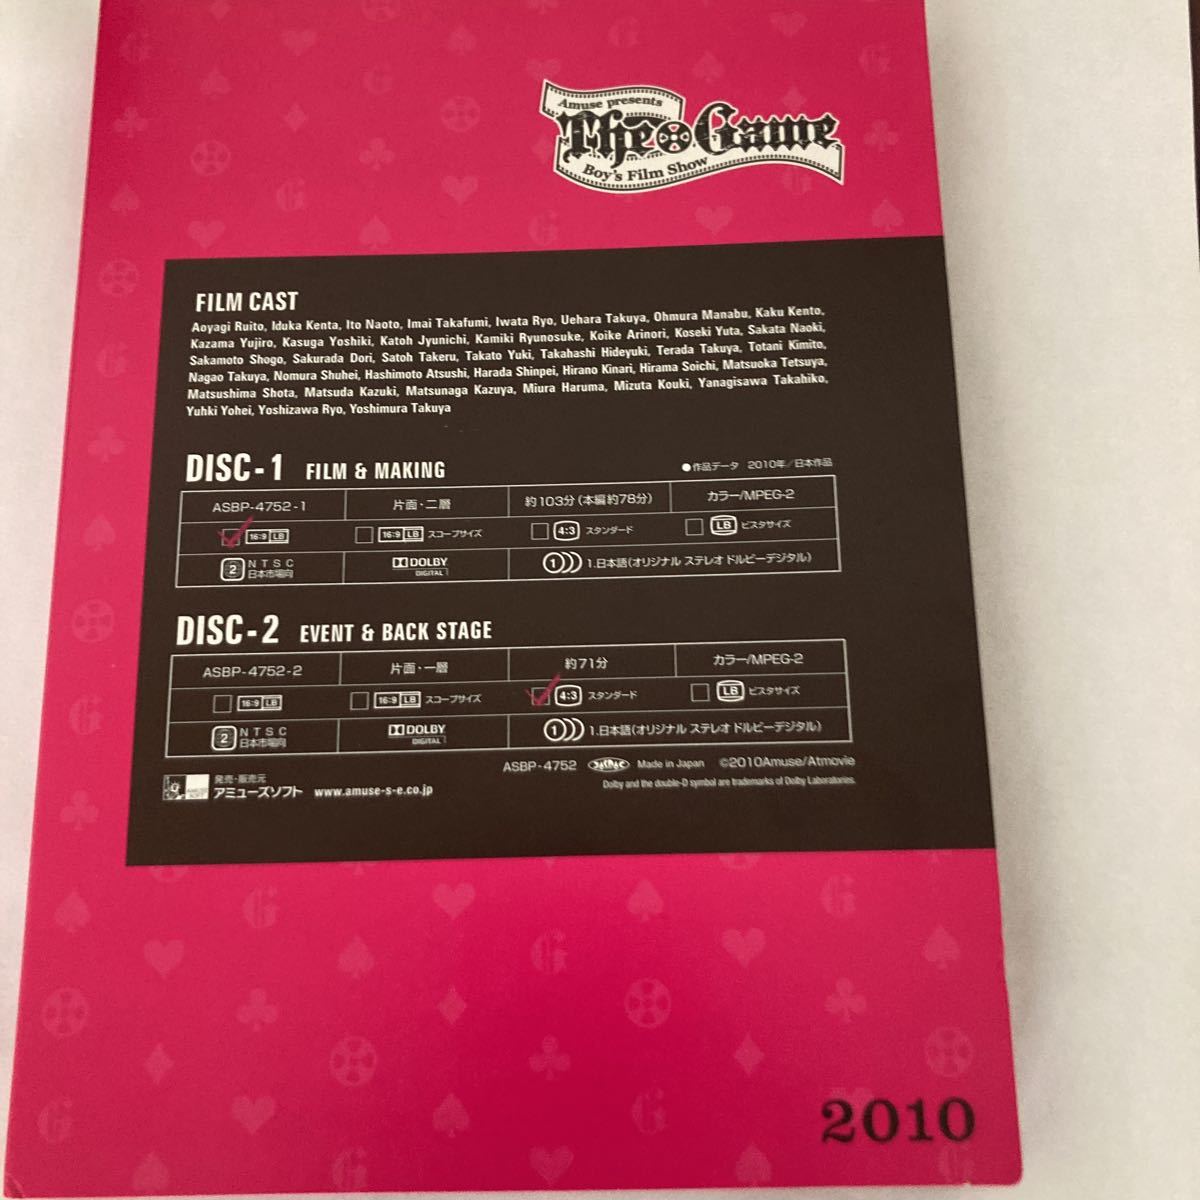 Amuse presents
The Game
Boy's Film Show
FILM CAST
Aoyagi Ruito, Iduka Kenta, Ito Naoto, Imai Takafumi, Iwata Ryo, Uehara Takuya, Ohmura Manabu, Kaku Kento,
Kazama Yujiro, Kasuga Yoshiki, Katoh Jyunichi, Kamiki Ryunosuke, Koike Arinori, Koseki Yuta, Sakata Naoki,
Sakamoto Shogo, Sakurada Dori, Satoh Takeru, Takato Yuki, Takahashi Hideyuki, Terada Takuya, Totani Kimito,
Nagao Takuya, Nomura Shuhei, Hashimoto Atsushi, Harada Shinpei, Hirano Kinari, Hirama Soichi, Matsuoka Tetsuya,
Matsushima Shota, Matsuda Kazuki, Matsunaga Kazuya, Miura Haruma, Mizuta Kouki, Yanagisawa Takahiko,
Yuhki Yohei, Yoshizawa Ryo, Yoshimura Takuya
DISC-1 FILM & MAKING ●作品データ 2010年/日本作品
ASBP-4752-1 片面・二層 約103分(本編約78分) カラー/MPEG-2
16:9 LB 16:9 LB スコープサイズ 4:3 スタンダード LB ビスタサイズ
2 NTSC 日本市場向 DOLBY DIGITAL 1 1.日本語(オリジナル ステレオ ドルビーデジタル)
DISC-2 EVENT & BACK STAGE
ASBP-4752-2 片面・一層 約71分 カラー/MPEG-2
16:9 LB 16:9 LB スコープサイズ 4:3 スタンダード LB ビスタサイズ
2 NTSC 日本市場向 DOLBY DIGITAL 1 1.日本語(オリジナル ステレオ ドルビーデジタル)
ASBP-4752 Made in Japan ©2010Amuse/Atmovie
発売・販売元
アミューズソフト www.amuse-s-e.co.jp
Dolby and the double-D symbol are trademarks of Dolby Laboratories.
2010